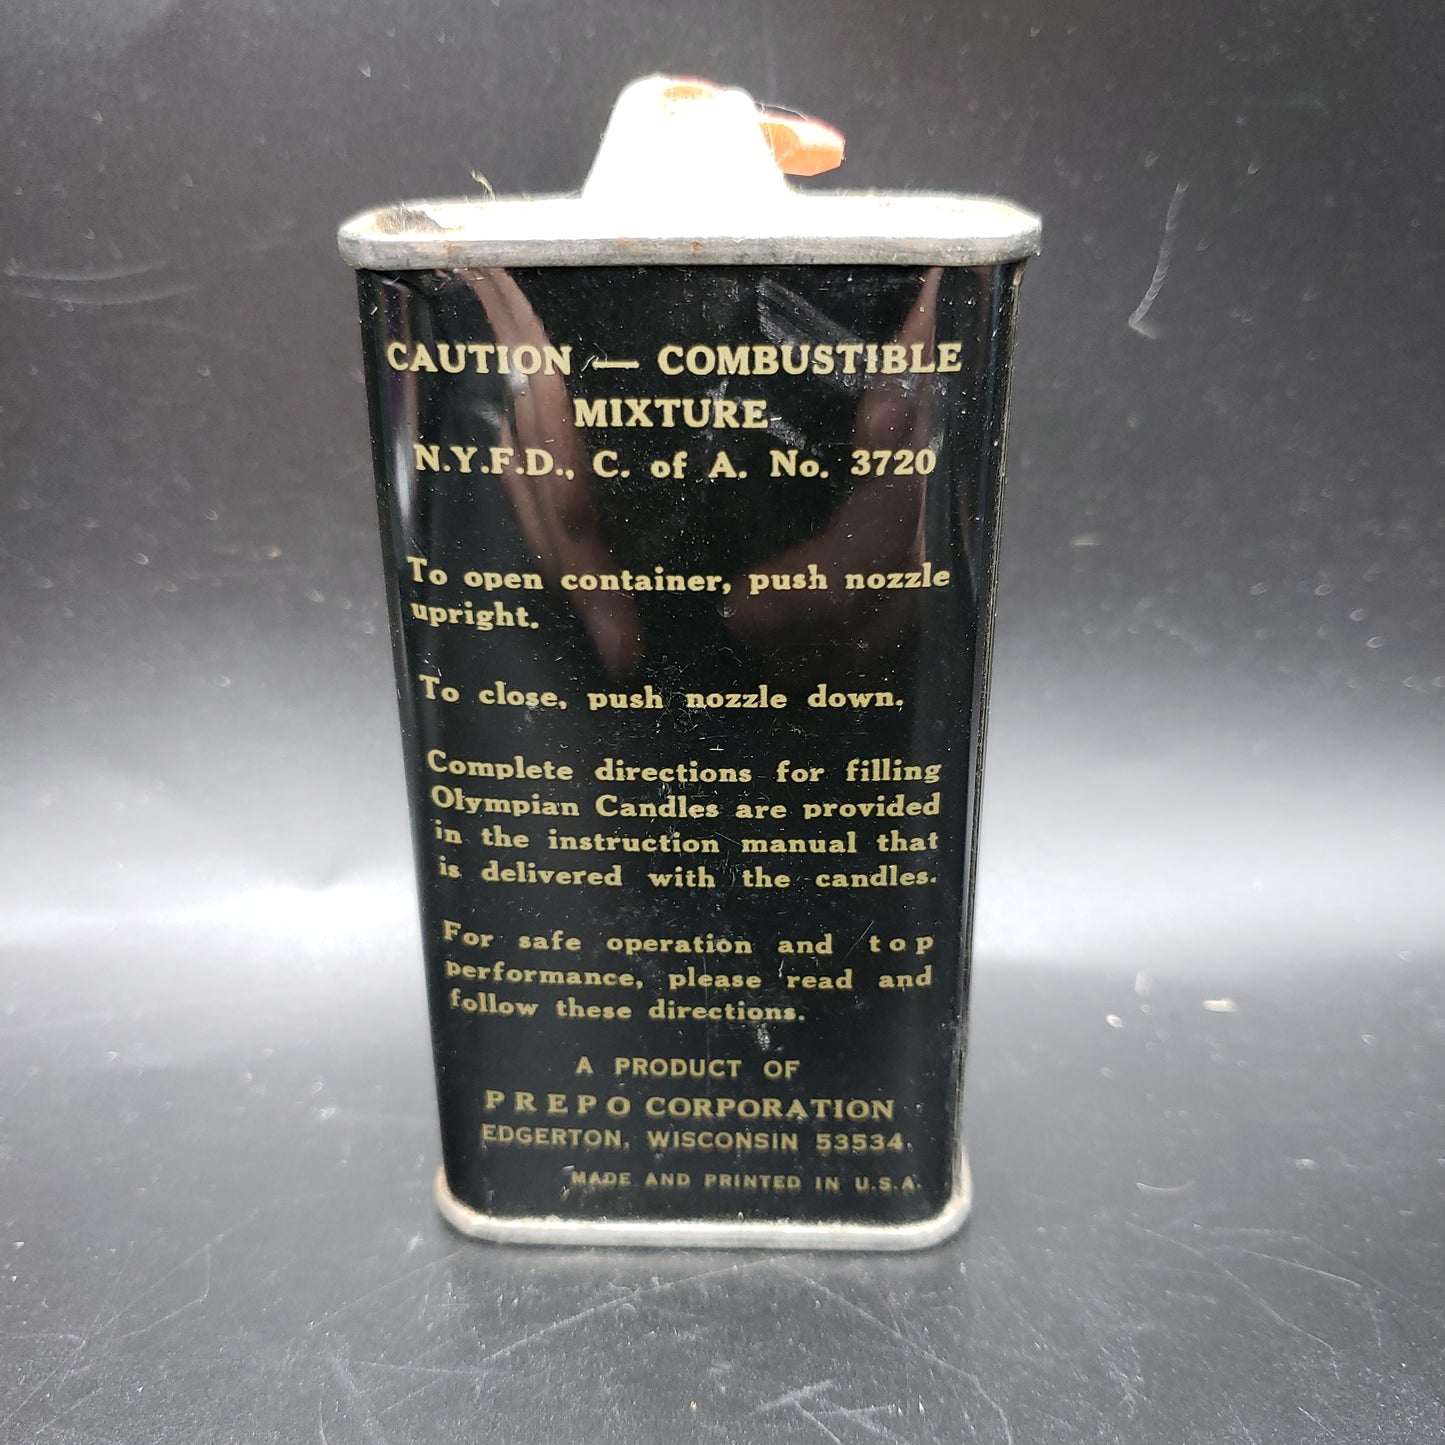 CAUTION — COMBUSTIBLE
MIXTURE
N.Y.F.D., C. of A. No. 3720
To open container, push nozzle
upright.
To close, push nozzle down.
Complete directions for filling
Olympian Candles are provided
in the instruction manual that
is delivered with the candles.
For safe operation and top
performance, please read and
follow these directions.
A PRODUCT OF
PREPO CORPORATION
EDGERTON, WISCONSIN 53534
MADE AND PRINTED IN U.S.A.